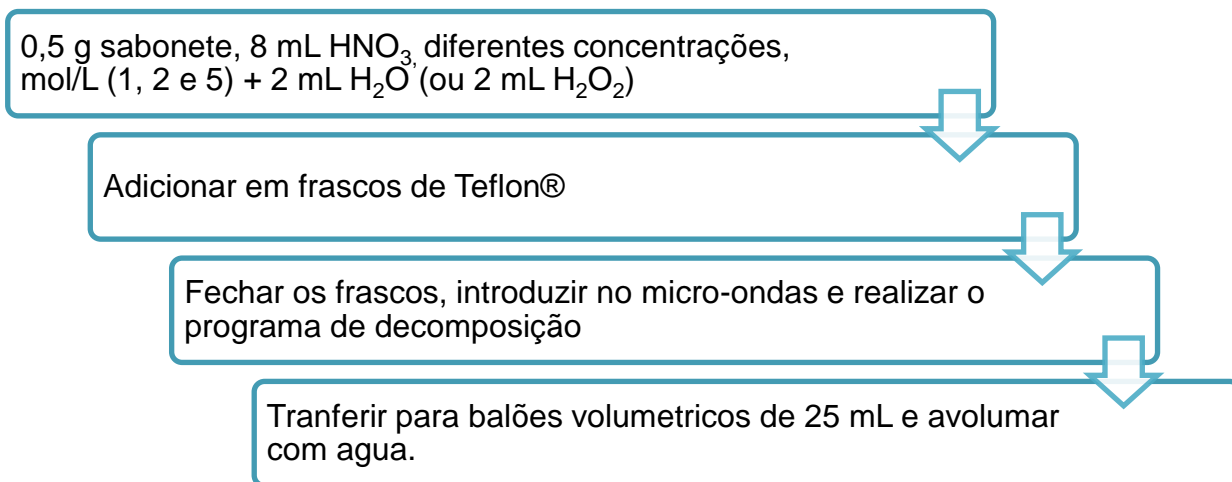 0,5 g sabonete, 8 mL HNO3, diferentes concentrações,
mol/L (1, 2 e 5) + 2 mL H2O (ou 2 mL H2O2)
Adicionar em frascos de Teflon®
Fechar os frascos, introduzir no micro-ondas e realizar o
programa de decomposição
Tranferir para balões volumetricos de 25 mL e avolumar
com agua.